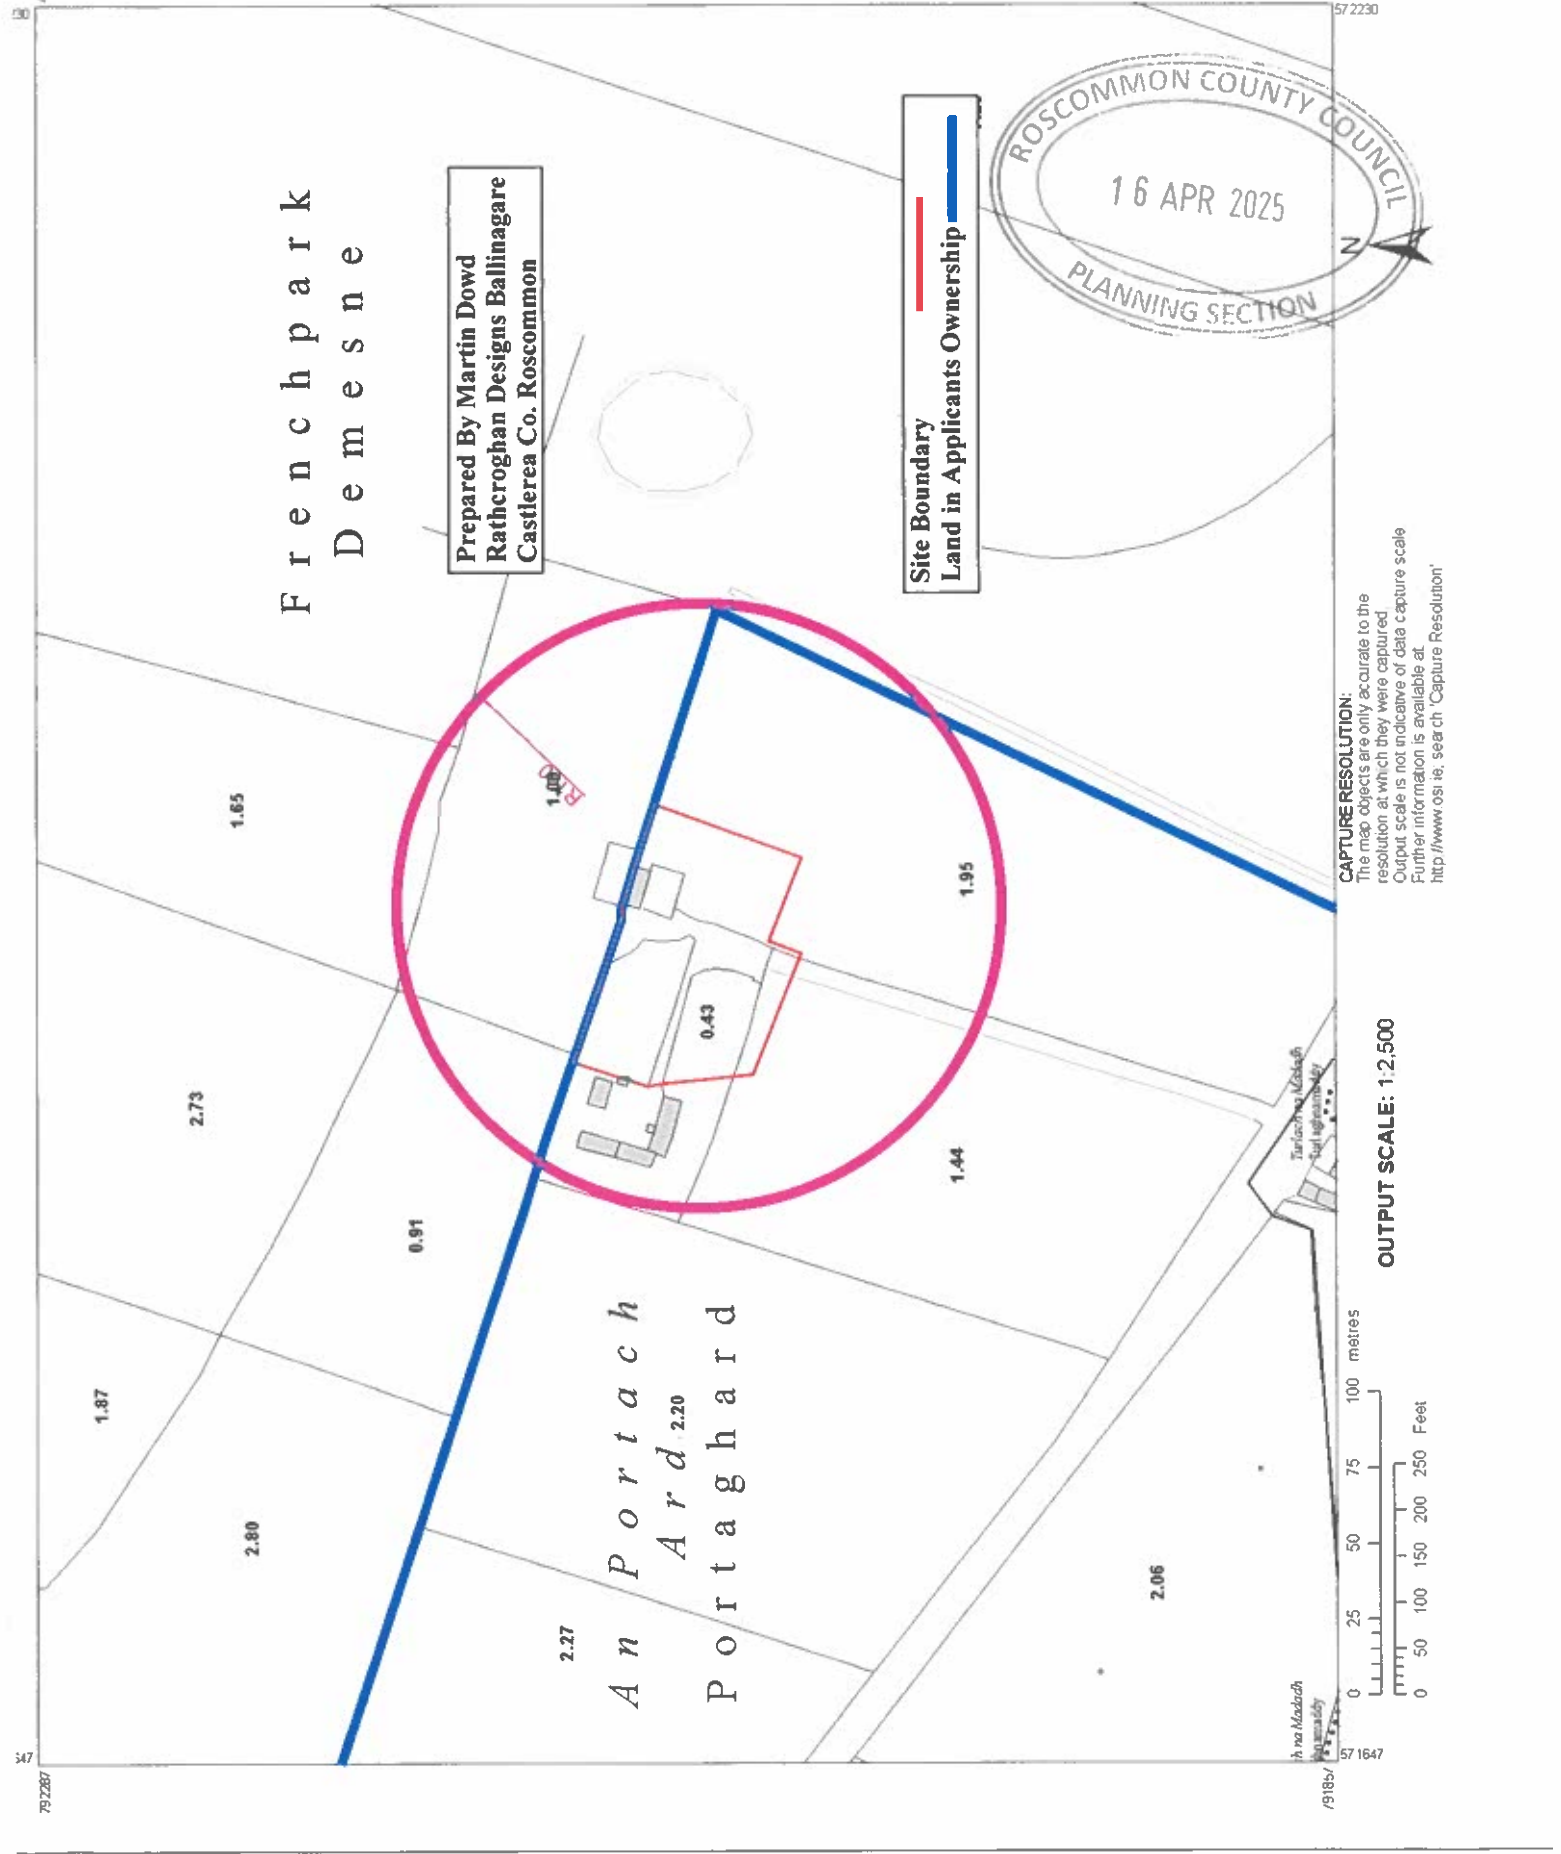 572230
792287
571647
Frenchpark
Demesne
Prepared By Martin Dowd
Rathcroghan Designs Ballinagare
Castlerea Co. Roscommon
Site Boundary
Land in Applicants Ownership
ROSCOMMON COUNTY COUNCIL
16 APR 2025
PLANNING SECTION
N
1.65
2.73
0.91
1.87
2.80
2.27
0.43
1.95
1.44
2.20
2.06
An Portach
Ard
Portaghard
CAPTURE RESOLUTION:
The map objects are only accurate to the
resolution at which they were captured.
Output scale is not indicative of data capture scale
Further information is available at:
http://www.osi.ie, search 'Capture Resolution'
OUTPUT SCALE: 1:2,500
0 25 50 75 100 metres
0 50 100 150 200 250 Feet